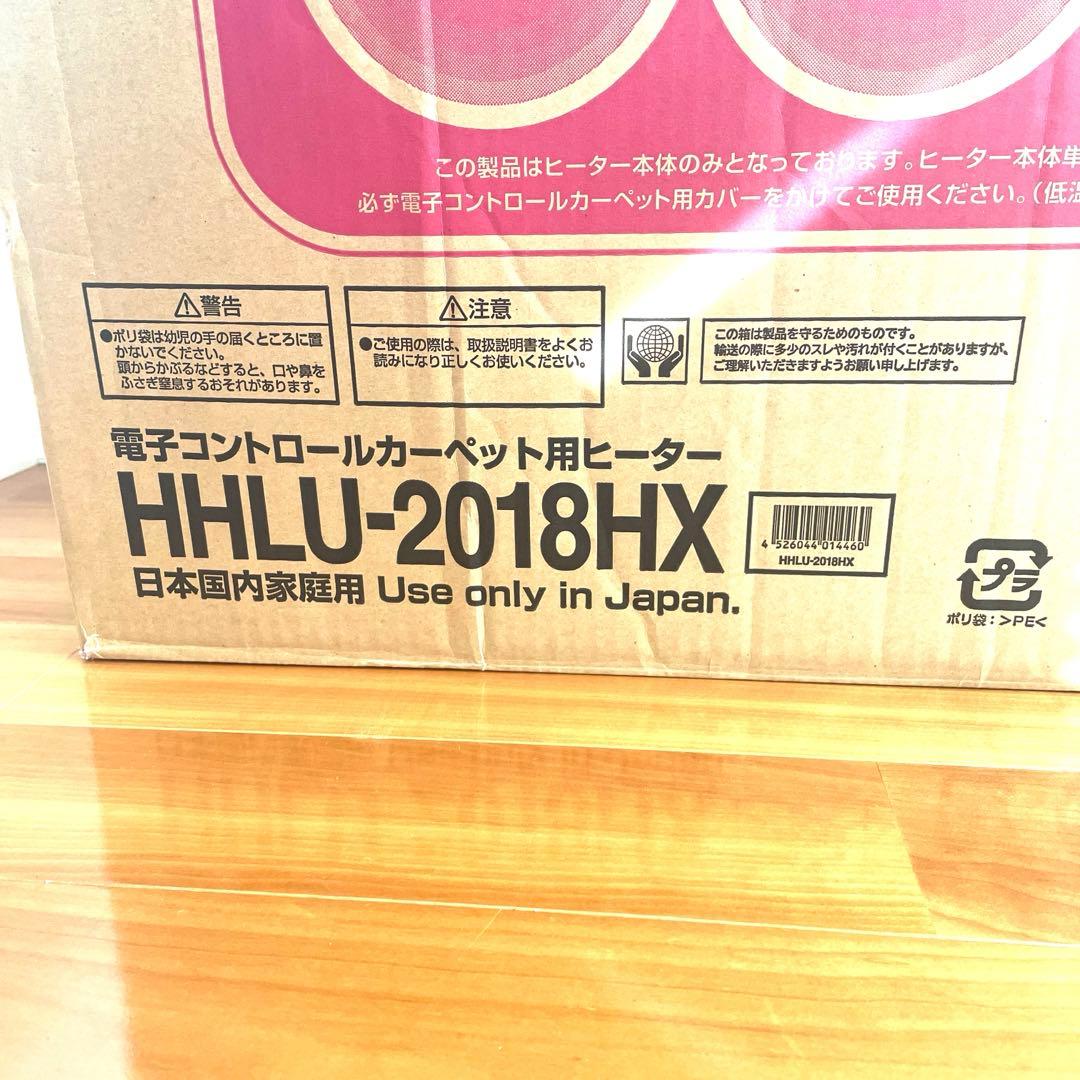 この製品はヒーター本体のみとなっております。ヒーター本体単
必ず電子コントロールカーペット用カバーをかけてご使用ください。(低温
⚠警告
●ポリ袋は幼児の手の届くところに置
かないでください。
頭からかぶるなどすると、口や鼻を
ふさぎ窒息するおそれがあります。
⚠注意
●ご使用の際は、取扱説明書をよくお
読みになり正しくお使いください。
この箱は製品を守るためのものです。
輸送の際に多少のスレや汚れが付くことがありますが、
ご理解いただきますようお願い申し上げます。
電子コントロールカーペット用ヒーター
HHLU-2018HX
日本国内家庭用 Use only in Japan.
4 526044 014460
HHLU-2018HX
プラ
ポリ袋:>PE<